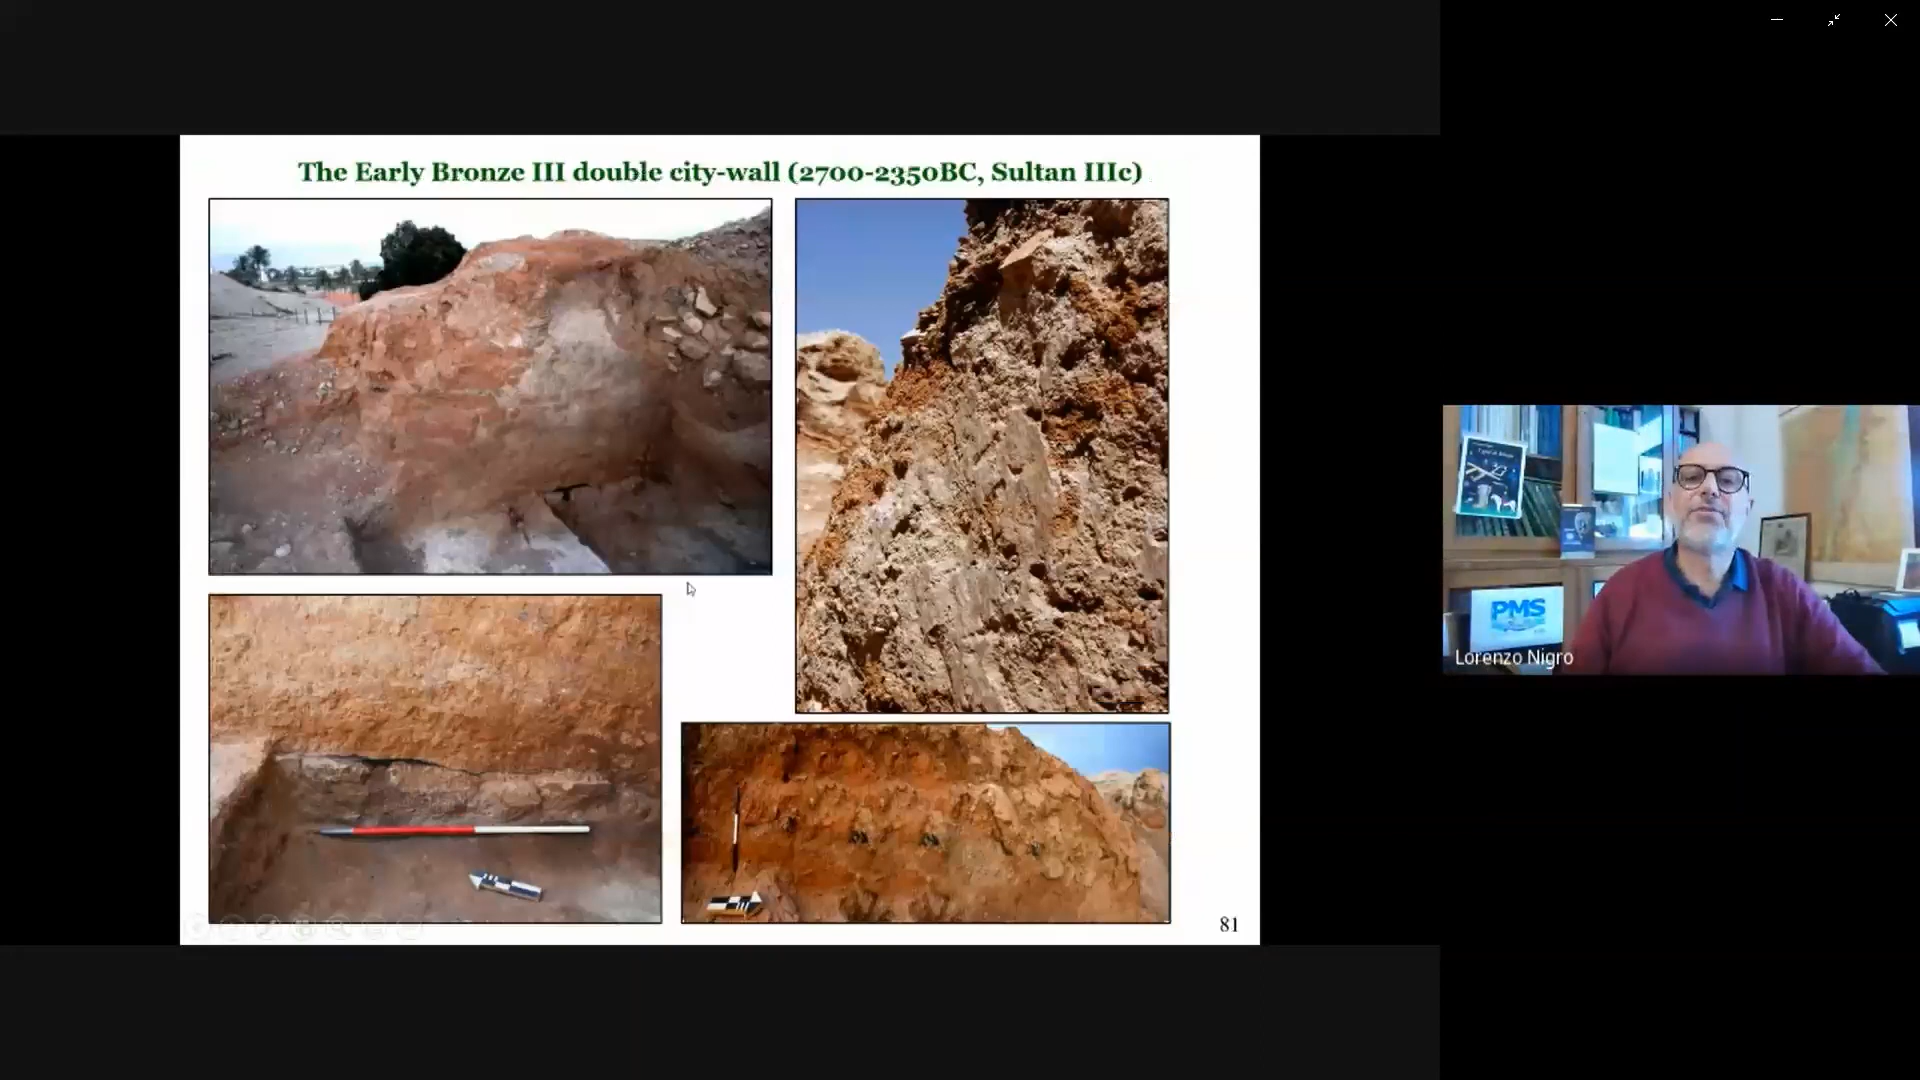 The Early Bronze III double city-wall (2700-2350BC, Sultan IIIc)
81
PMS
Lorenzo Nigro